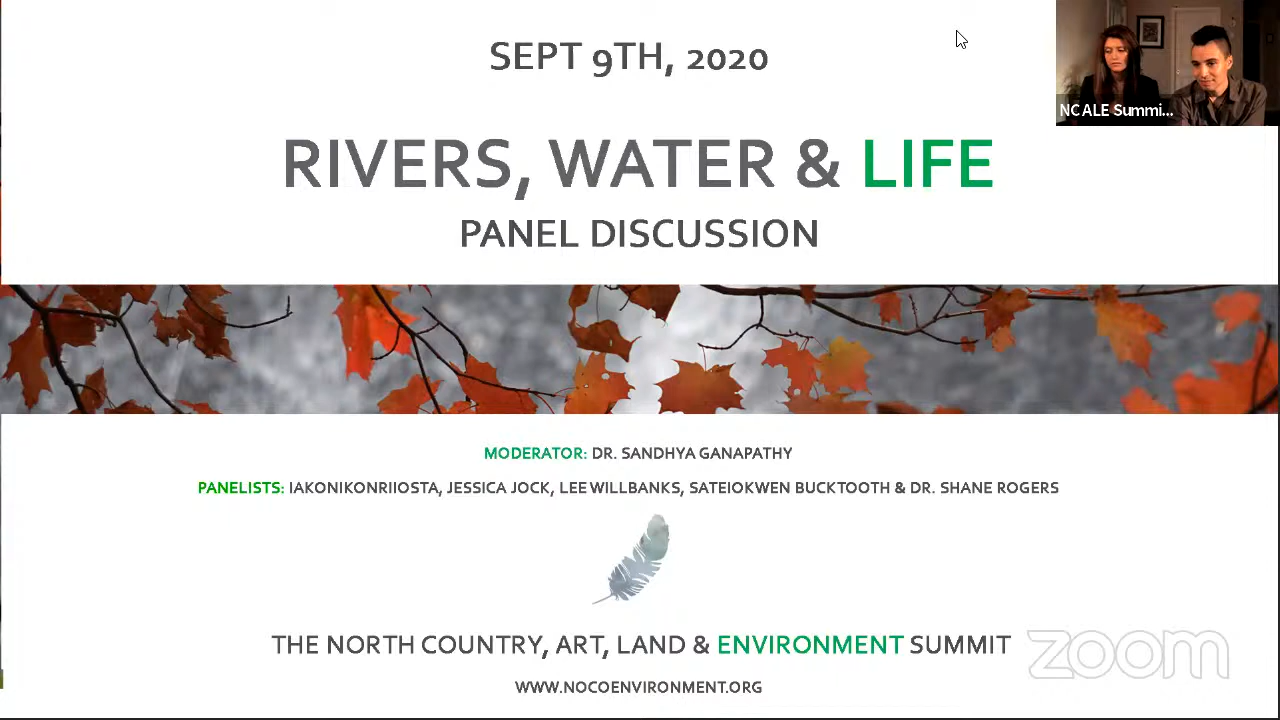 SEPT 9TH, 2020
NC ALE Summi...
RIVERS, WATER & LIFE
PANEL DISCUSSION
MODERATOR: DR. SANDHYA GANAPATHY
PANELISTS: IAKONIKONRIIOSTA, JESSICA JOCK, LEE WILLBANKS, SATEIOKWEN BUCKTOOTH & DR. SHANE ROGERS
THE NORTH COUNTRY, ART, LAND & ENVIRONMENT SUMMIT
zoom
WWW.NOCOENVIRONMENT.ORG